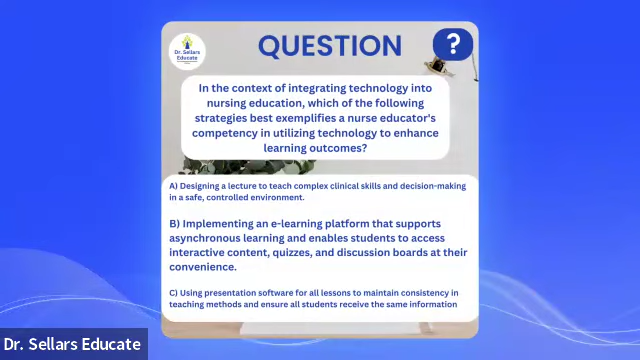 Dr. Sellars
Educate
QUESTION
?
In the context of integrating technology into
nursing education, which of the following
strategies best exemplifies a nurse educator's
competency in utilizing technology to enhance
learning outcomes?
A) Designing a lecture to teach complex clinical skills and decision-making
in a safe, controlled environment.
B) Implementing an e-learning platform that supports
asynchronous learning and enables students to access
interactive content, quizzes, and discussion boards at their
convenience.
C) Using presentation software for all lessons to maintain consistency in
teaching methods and ensure all students receive the same information
Dr. Sellars Educate